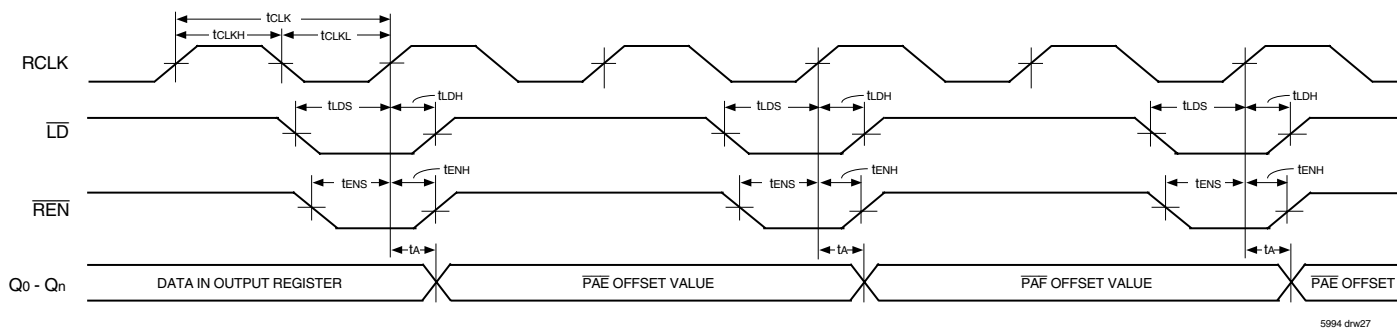 tCLK
tCLKH
tCLKL
RCLK
tLDS
tLDH
tLDS
tLDH
tLDS
tLDH
LD
tENS
tENH
tENS
tENH
tENS
tENH
REN
tA
tA
tA
Q0 - Qn
DATA IN OUTPUT REGISTER
PAE OFFSET VALUE
PAF OFFSET VALUE
PAE OFFSET
5994 drw27